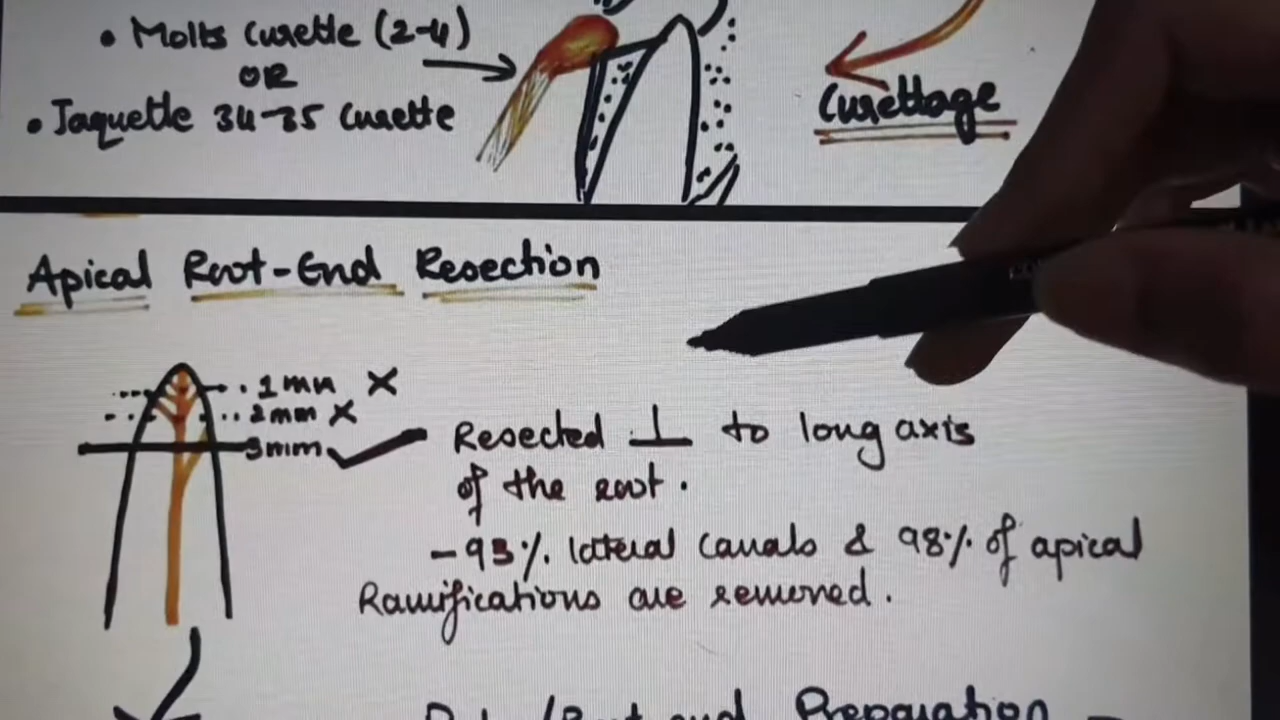 • Molts Curette (2-4)
OR
• Jaquette 34-35 Curette
Curettage
Apical Root-End Resection
1mm X
2mm X
3mm
Resected ⊥ to long axis
of the root.
- 93% lateral Canals & 98% of apical
Ramifications are removed.
Preparation -